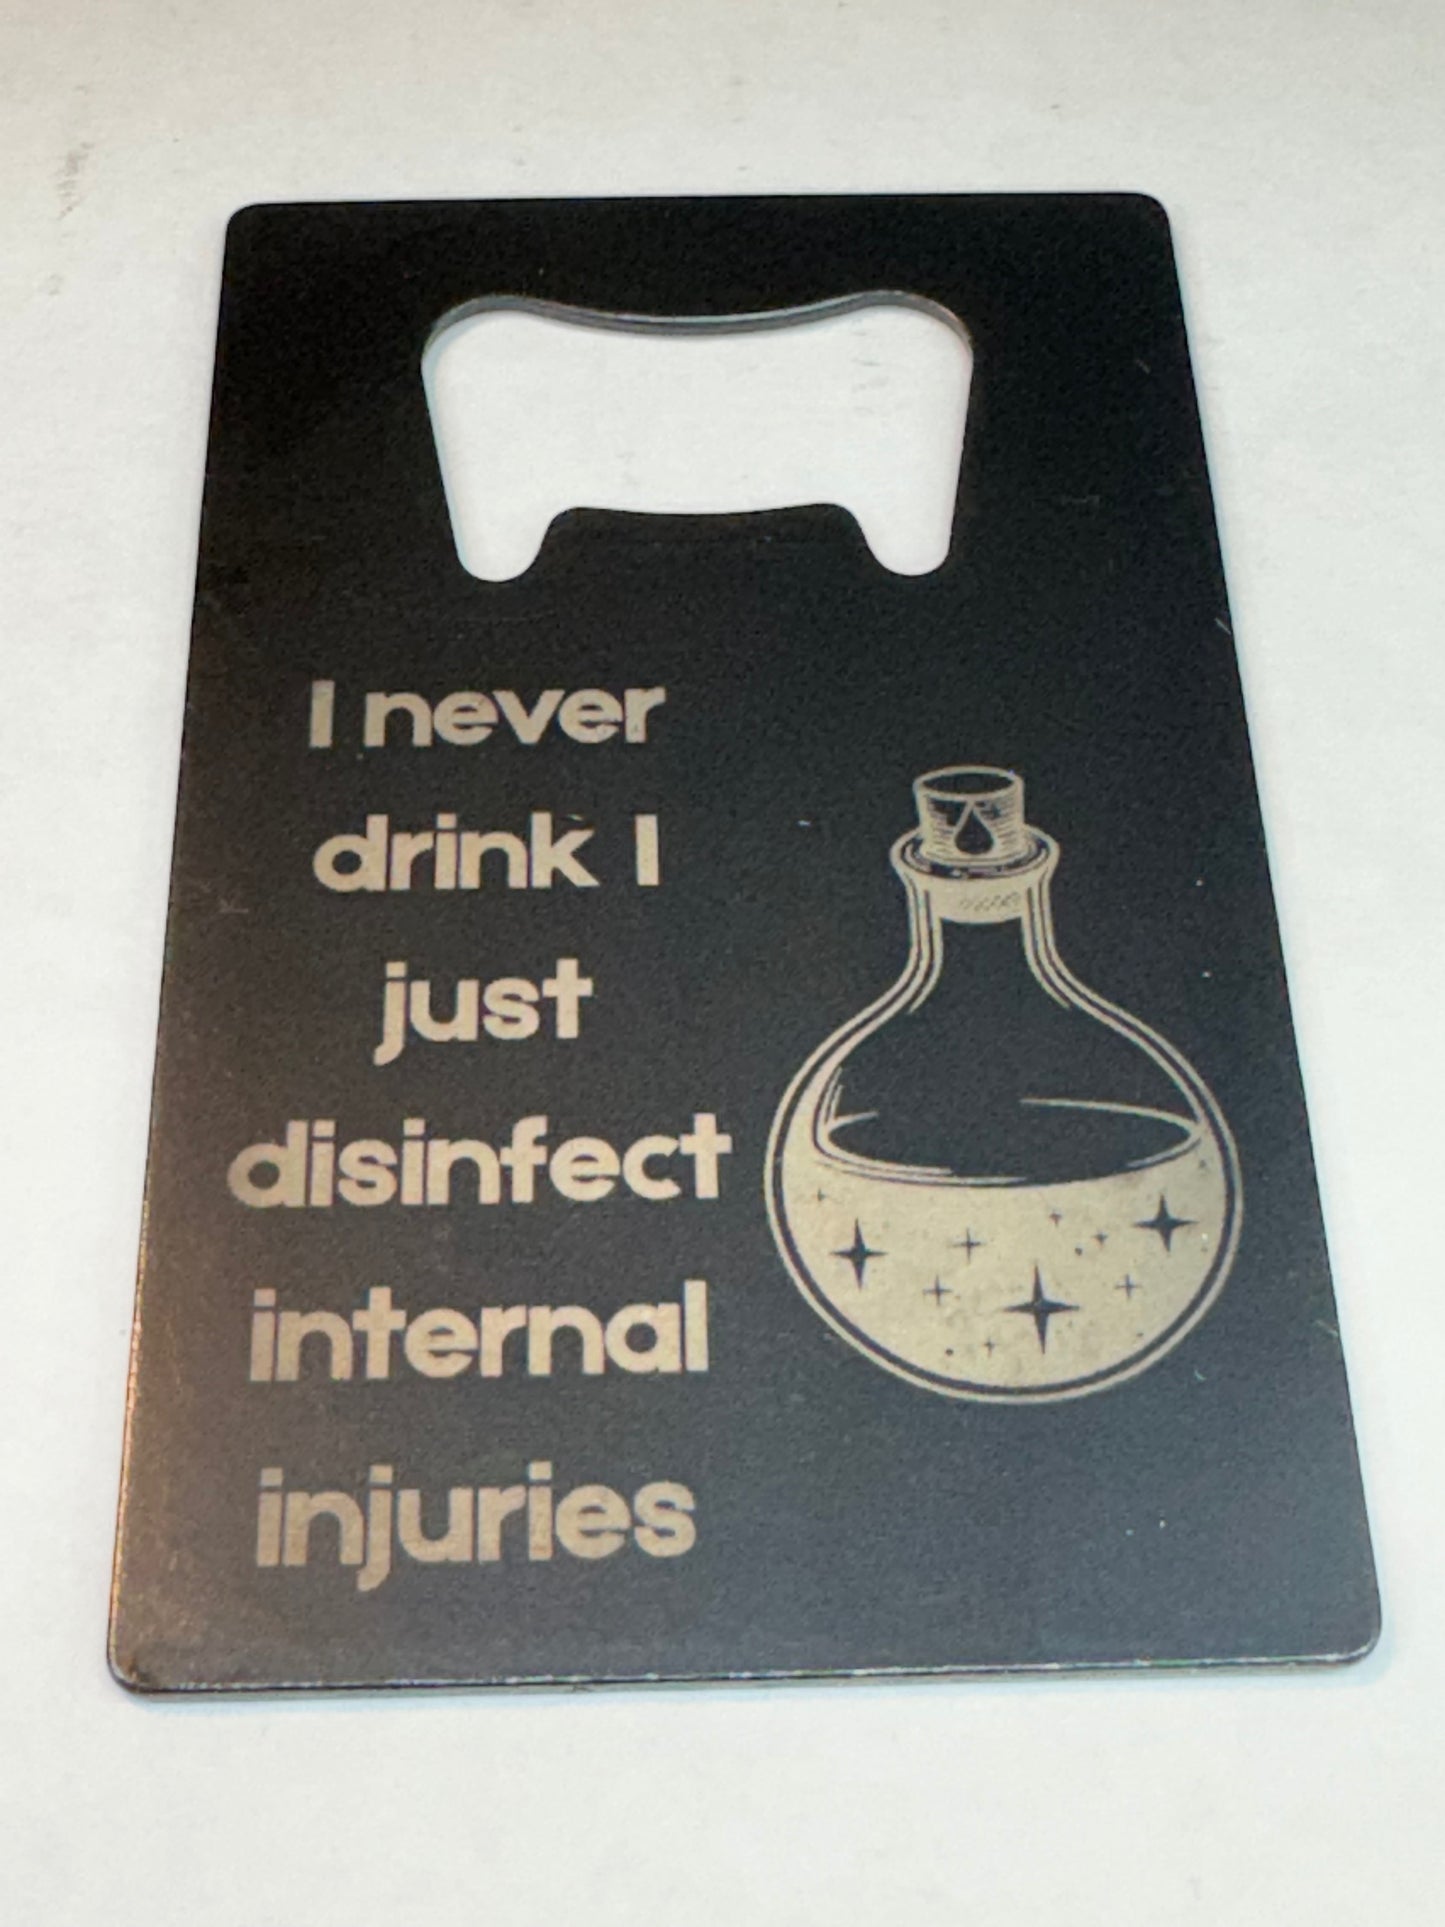 I never
drink I
just
disinfect
internal
injuries